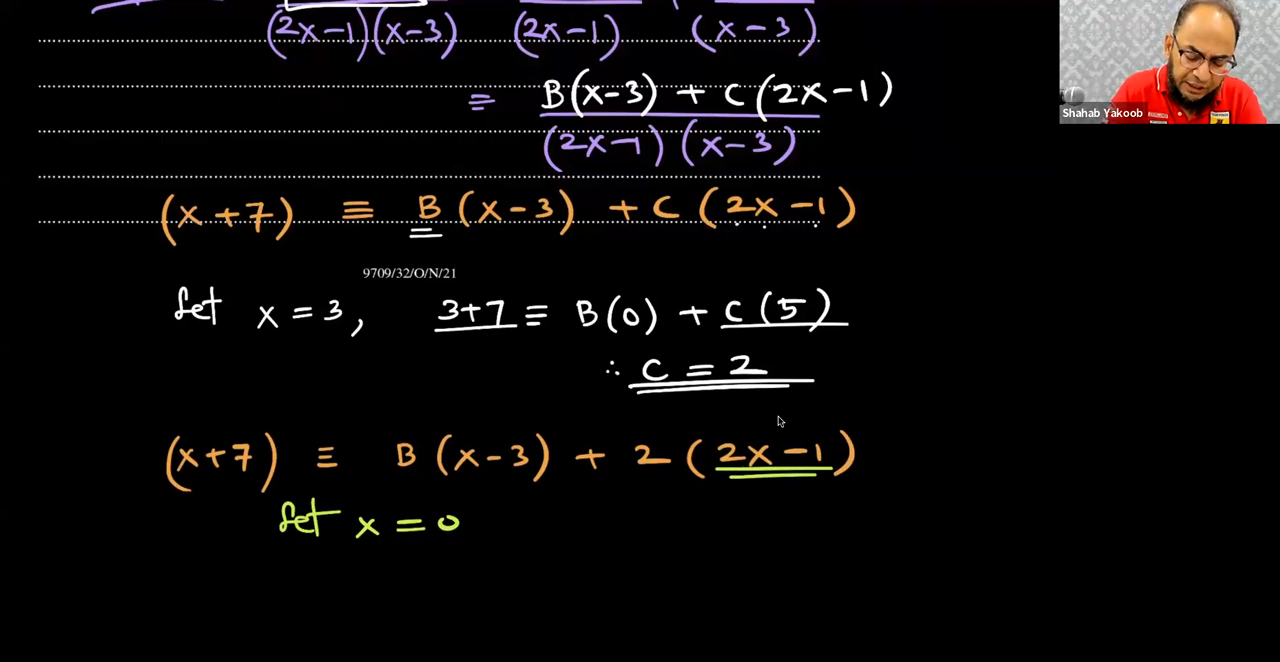 (2x-1)(x-3) (2x-1) (x-3)
= B(x-3) + C(2x-1)
(2x-1) (x-3)
Shahab Yakoob
(x+7) ≡ B(x-3) + C(2x-1)
9709/32/O/N/21
Let x = 3, 3+7 ≡ B(0) + C(5)
∴ C = 2
(x+7) ≡ B(x-3) + 2(2x-1)
Let x = 0